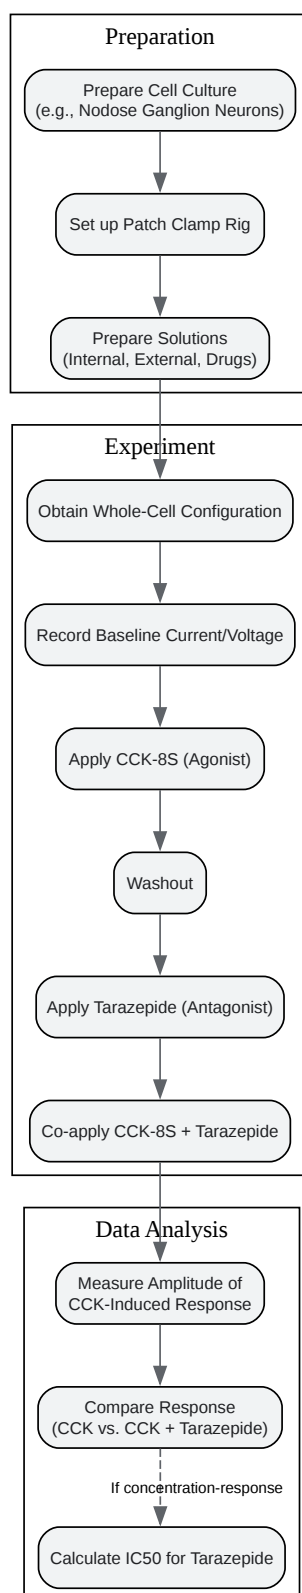 Preparation
Prepare Cell Culture
(e.g., Nodose Ganglion Neurons)
Set up Patch Clamp Rig
Prepare Solutions
(Internal, External, Drugs)
Experiment
Obtain Whole-Cell Configuration
Record Baseline Current/Voltage
Apply CCK-8S (Agonist)
Washout
Apply Tarazepide (Antagonist)
Co-apply CCK-8S + Tarazepide
Data Analysis
Measure Amplitude of
CCK-Induced Response
Compare Response
(CCK vs. CCK + Tarazepide)
If concentration-response
Calculate IC50 for Tarazepide